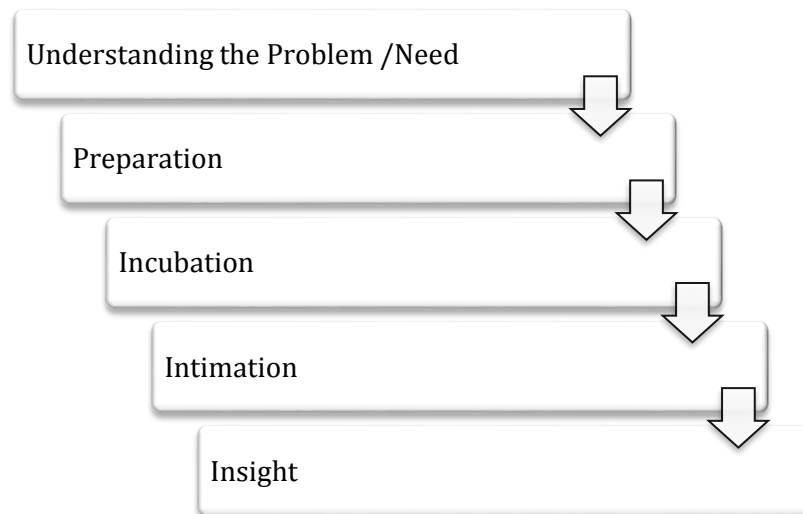 Understanding the Problem /Need
Preparation
Incubation
Intimation
Insight